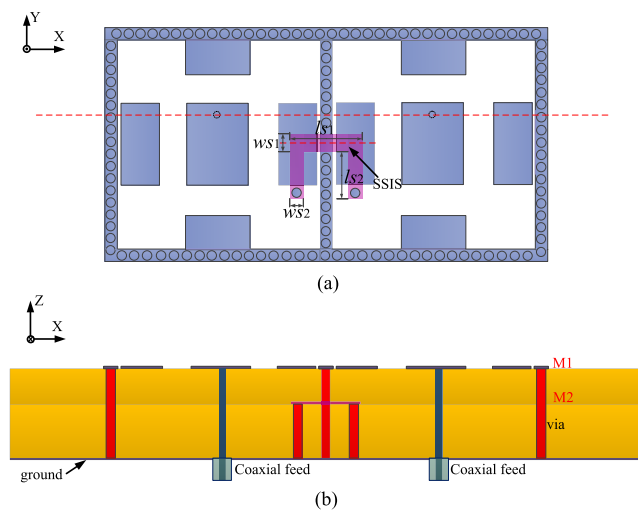 Y
X
ls1
ws1
ls2
SSIS
ws2
(a)
Z
X
M1
M2
via
ground
Coaxial feed
Coaxial feed
(b)